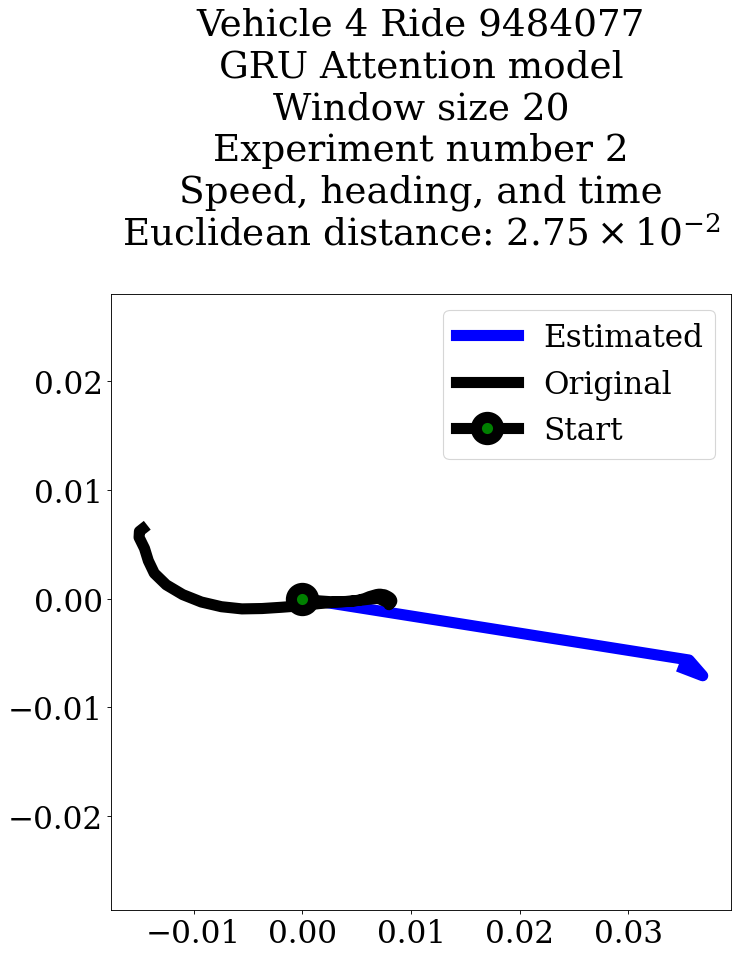 Vehicle 4 Ride 9484077
GRU Attention model
Window size 20
Experiment number 2
Speed, heading, and time
Euclidean distance: 2.75 × 10⁻²
Estimated
Original
Start
0.02
0.01
0.00
−0.01
−0.02
−0.01 0.00 0.01 0.02 0.03